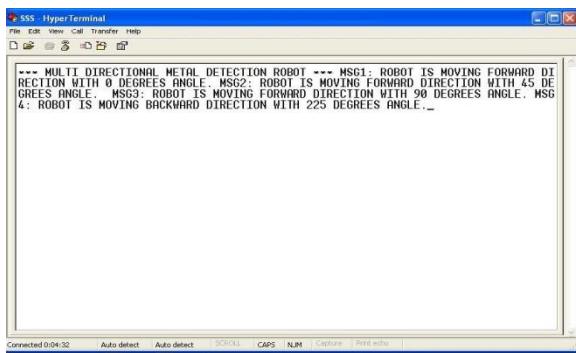 SSS - HyperTerminal
File Edit View Call Transfer Help
--- MULTI DIRECTIONAL METAL DETECTION ROBOT --- MSG1: ROBOT IS MOVING FORWARD DI
RECTION WITH 0 DEGREES ANGLE. MSG2: ROBOT IS MOVING FORWARD DIRECTION WITH 45 DE
GREES ANGLE.  MSG3: ROBOT IS MOVING FORWARD DIRECTION WITH 90 DEGREES ANGLE. MSG
4: ROBOT IS MOVING BACKWARD DIRECTION WITH 225 DEGREES ANGLE._
Connected 0:04:32 Auto detect Auto detect SCROLL CAPS NUM Capture Print echo